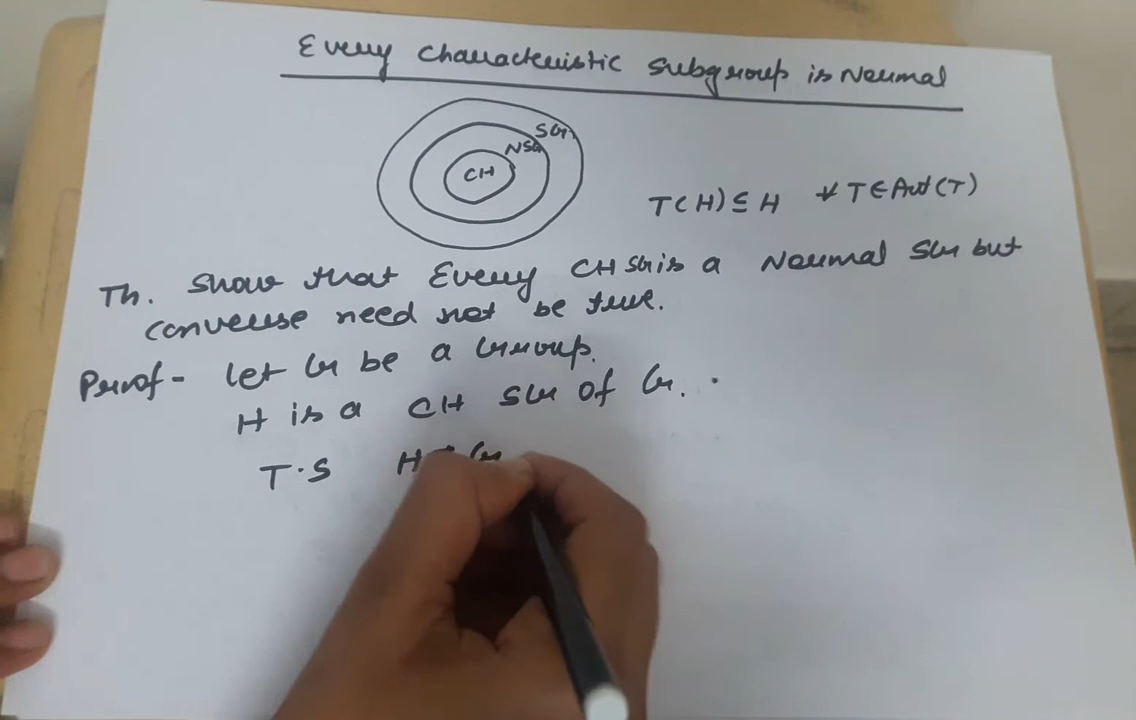 Every Characteristic Subgroup is Normal
SG
NSG
CH
T(H) ⊆ H ∀ T ∈ Aut(T)
Th. Show that Every CH SG is a Normal SG but
converse need not be true.
Proof - let G be a Group.
H is a CH SG of G.
T.S H G